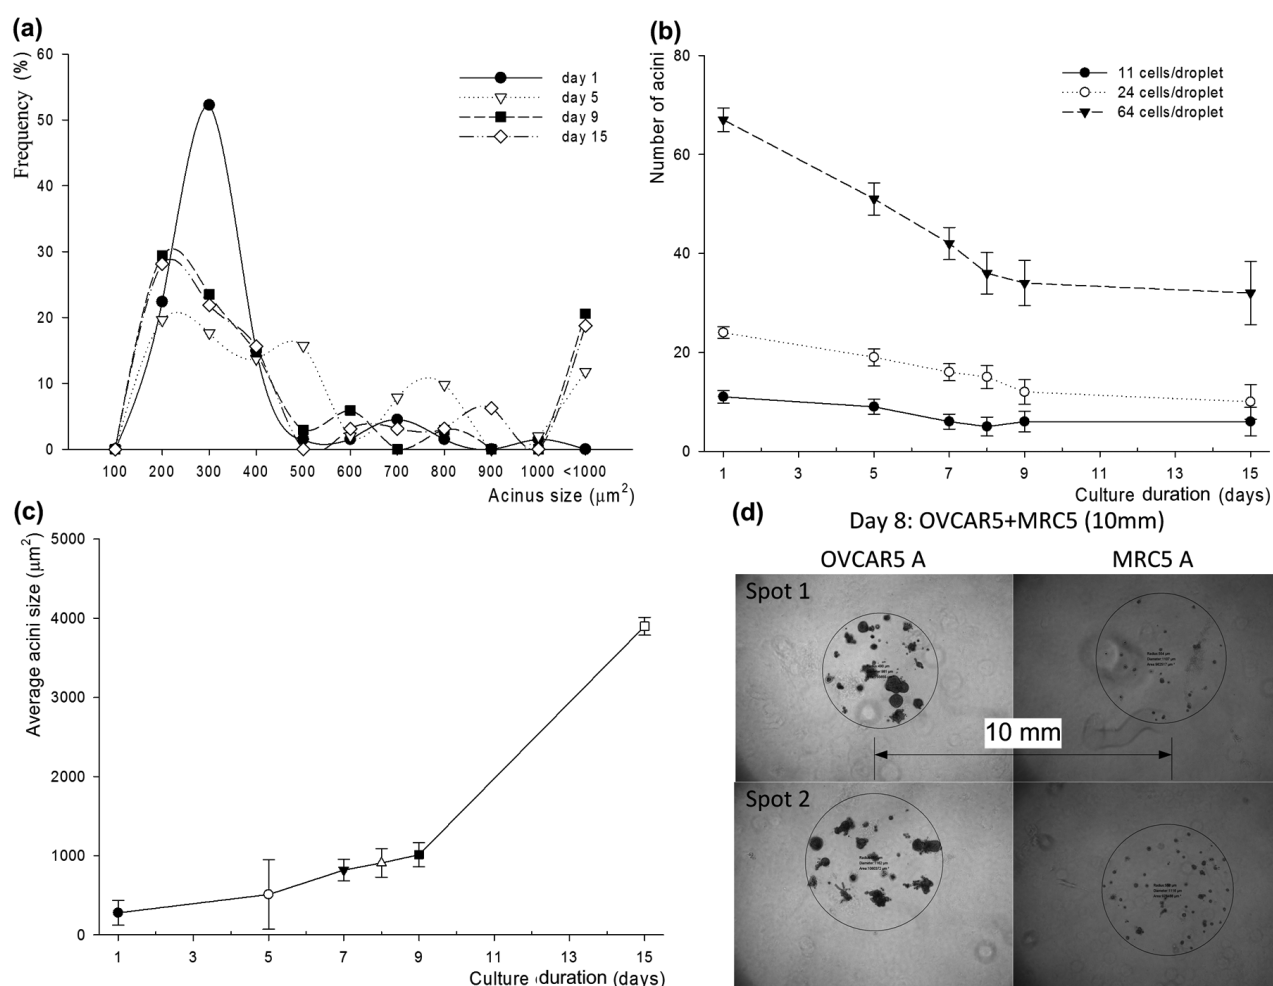 (a)
Frequency (%)
60
50
40
30
20
10
0
day 1
day 5
day 9
day 15
100 200 300 400 500 600 700 800 900 1000 <1000
Acinus size (μm²)
(b)
Number of acini
80
60
40
20
0
11 cells/droplet
24 cells/droplet
64 cells/droplet
1 3 5 7 9 11 13 15
Culture duration (days)
(c)
Average acini size (μm²)
5000
4000
3000
2000
1000
0
1 3 5 7 9 11 13 15
Culture duration (days)
(d)
Day 8: OVCAR5+MRC5 (10mm)
OVCAR5 A MRC5 A
Spot 1
10 mm
Spot 2